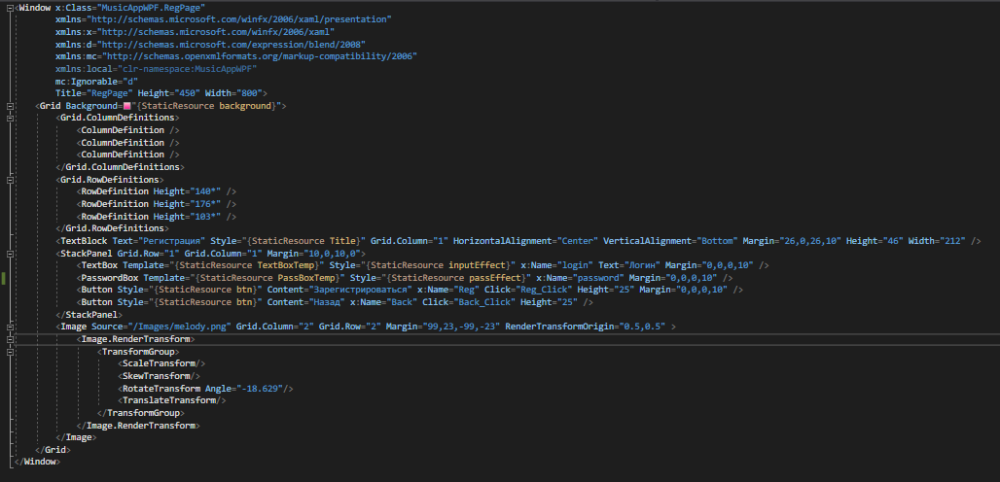 <Window x:Class="MusicAppWPF.RegPage"
xmlns="http://schemas.microsoft.com/winfx/2006/xaml/presentation"
xmlns:x="http://schemas.microsoft.com/winfx/2006/xaml"
xmlns:d="http://schemas.microsoft.com/expression/blend/2008"
xmlns:mc="http://schemas.openxmlformats.org/markup-compatibility/2006"
xmlns:local="clr-namespace:MusicAppWPF"
mc:Ignorable="d"
Title="RegPage" Height="450" Width="800">
<Grid Background="{StaticResource background}">
<Grid.ColumnDefinitions>
<ColumnDefinition />
<ColumnDefinition />
<ColumnDefinition />
</Grid.ColumnDefinitions>
<Grid.RowDefinitions>
<RowDefinition Height="140*" />
<RowDefinition Height="176*" />
<RowDefinition Height="103*" />
</Grid.RowDefinitions>
<TextBlock Text="Регистрация" Style="{StaticResource Title}" Grid.Column="1" HorizontalAlignment="Center" VerticalAlignment="Bottom" Margin="26,0,26,10" Height="46" Width="212" />
<StackPanel Grid.Row="1" Grid.Column="1" Margin="10,0,10,0">
<TextBox Template="{StaticResource TextBoxTemp}" Style="{StaticResource inputEffect}" x:Name="login" Text="Логин" Margin="0,0,0,10" />
<PasswordBox Template="{StaticResource PassBoxTemp}" Style="{StaticResource passEffect}" x:Name="password" Margin="0,0,0,10" />
<Button Style="{StaticResource btn}" Content="Зарегистрироваться" x:Name="Reg" Click="Reg_Click" Height="25" Margin="0,0,0,10" />
<Button Style="{StaticResource btn}" Content="Назад" x:Name="Back" Click="Back_Click" Height="25" />
</StackPanel>
<Image Source="/Images/melody.png" Grid.Column="2" Grid.Row="2" Margin="99,23,-99,-23" RenderTransformOrigin="0.5,0.5" >
<Image.RenderTransform>
<TransformGroup>
<ScaleTransform/>
<SkewTransform/>
<RotateTransform Angle="-18.629"/>
<TranslateTransform/>
</TransformGroup>
</Image.RenderTransform>
</Image>
</Grid>
</Window>